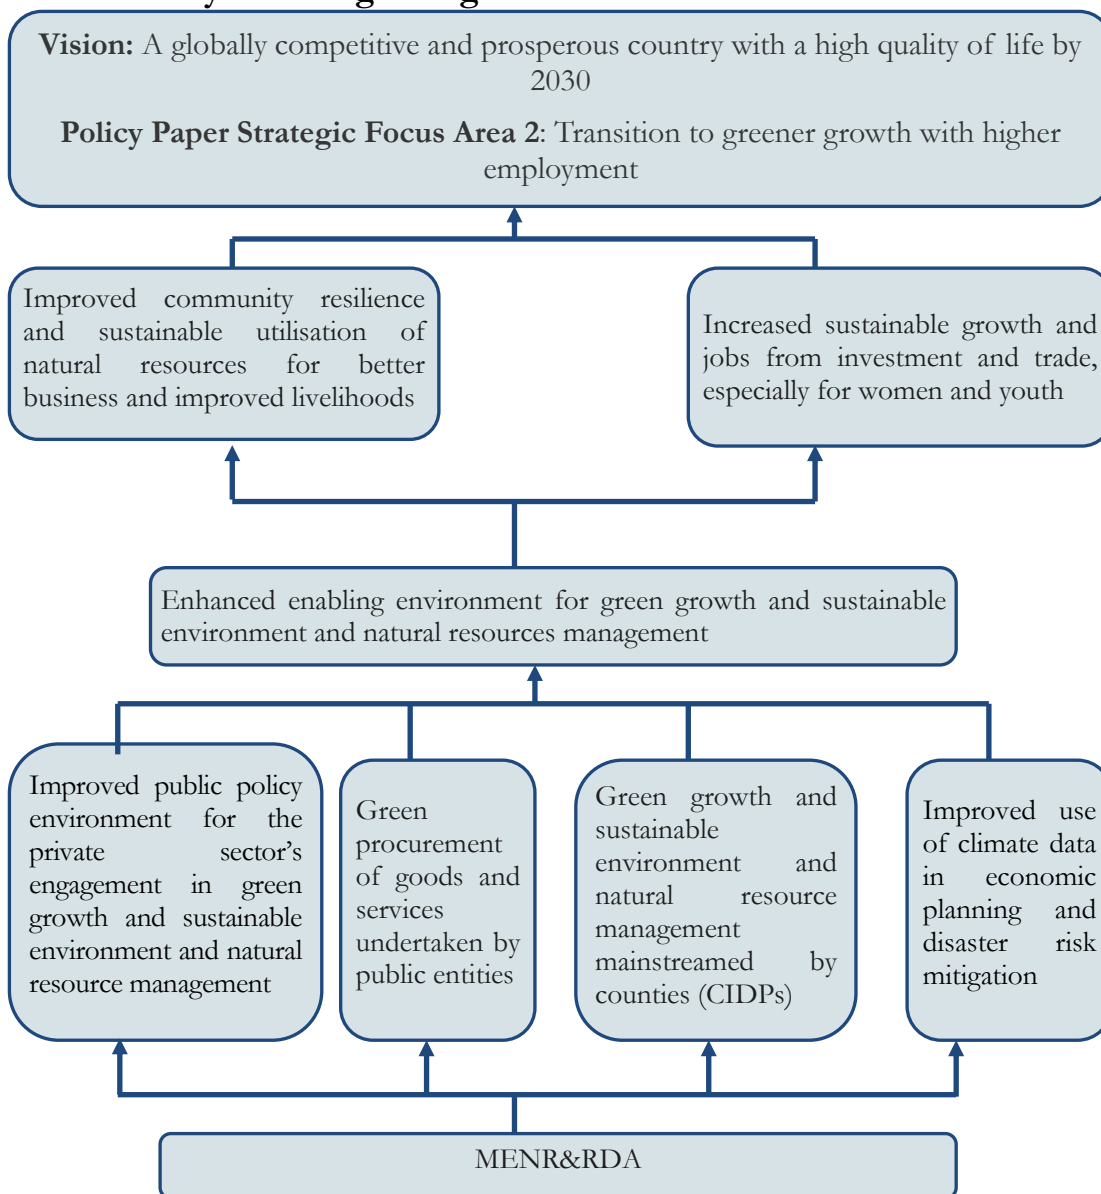 Vision: A globally competitive and prosperous country with a high quality of life by
2030
Policy Paper Strategic Focus Area 2: Transition to greener growth with higher
employment
Improved community resilience
and sustainable utilisation of
natural resources for better
business and improved livelihoods
Increased sustainable growth and
jobs from investment and trade,
especially for women and youth
Enhanced enabling environment for green growth and sustainable
environment and natural resources management
Improved public policy
environment for the
private sector's
engagement in green
growth and sustainable
environment and natural
resource management
Green
procurement
of goods and
services
undertaken by
public entities
Green growth and
sustainable
environment and
natural resource
management
mainstreamed by
counties (CIDPs)
Improved use
of climate data
in economic
planning and
disaster risk
mitigation
MENR&RDA